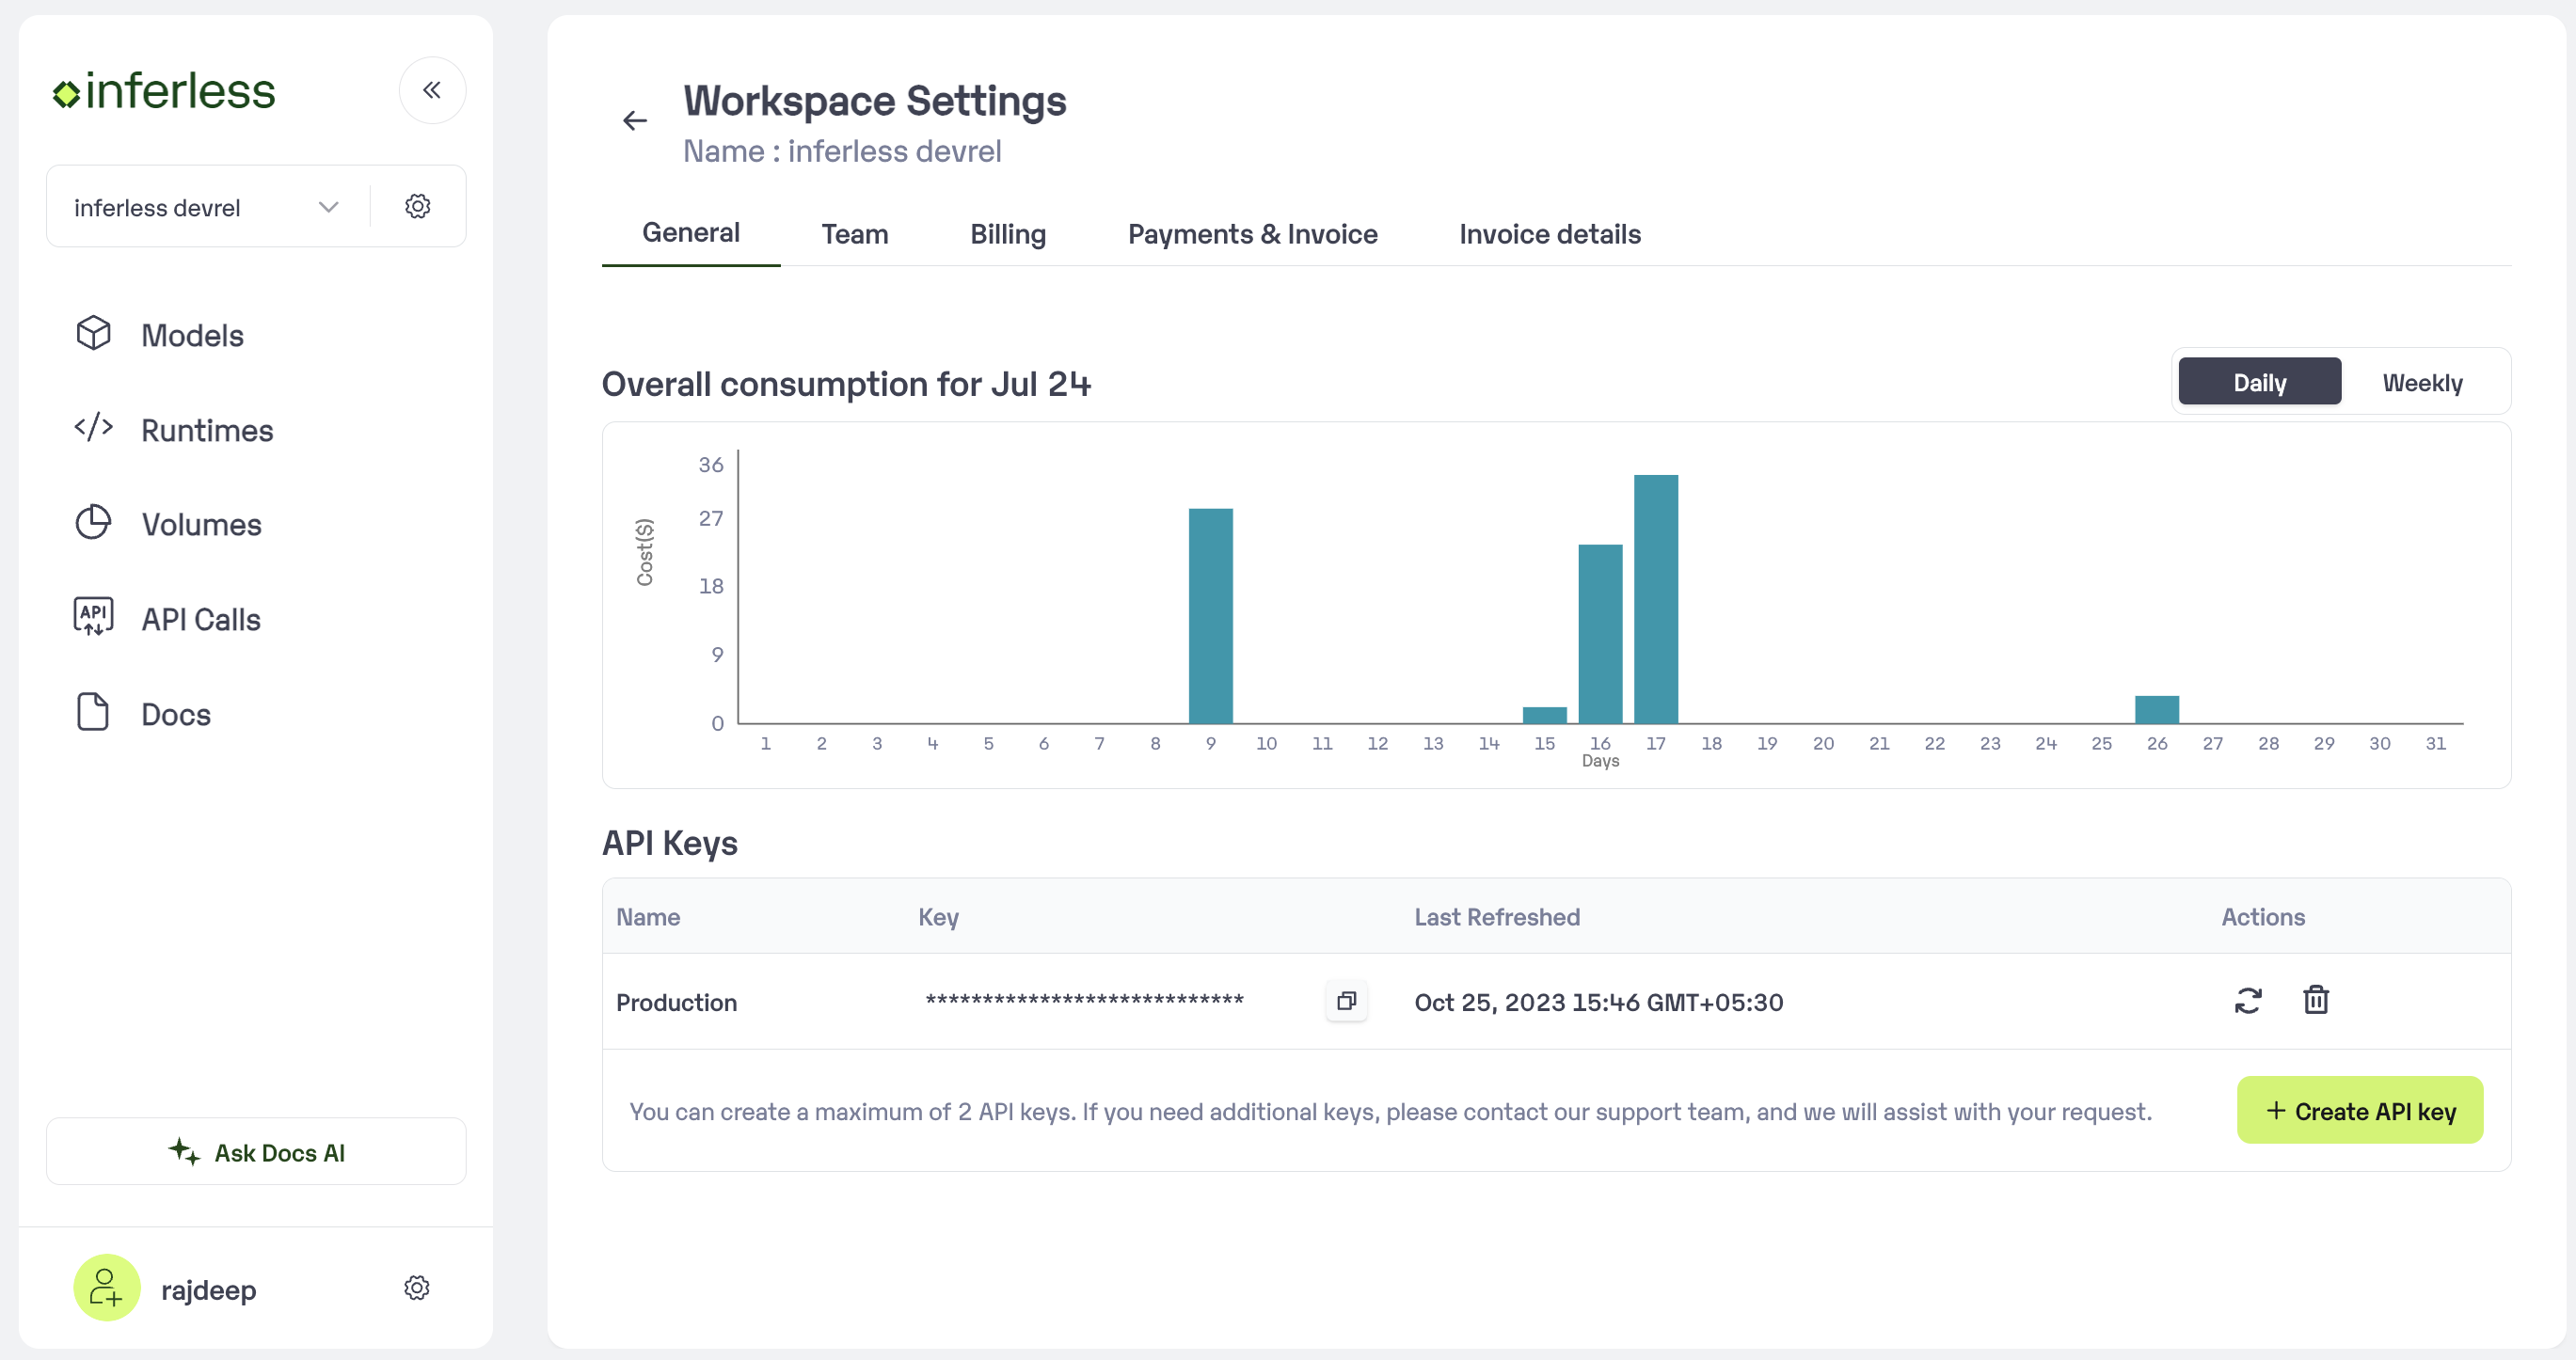 inferless
inferless devrel
Models
Runtimes
Volumes
API
API Calls
Docs
Ask Docs AI
rajdeep
Workspace Settings
Name : inferless devrel
General Team Billing Payments & Invoice Invoice details
Overall consumption for Jul 24
Daily Weekly
36
27
18
9
0
Cost($)
1 2 3 4 5 6 7 8 9 10 11 12 13 14 15 16 17 18 19 20 21 22 23 24 25 26 27 28 29 30 31
Days
API Keys
Name Key Last Refreshed Actions
Production **************************** Oct 25, 2023 15:46 GMT+05:30
You can create a maximum of 2 API keys. If you need additional keys, please contact our support team, and we will assist with your request.
+ Create API key